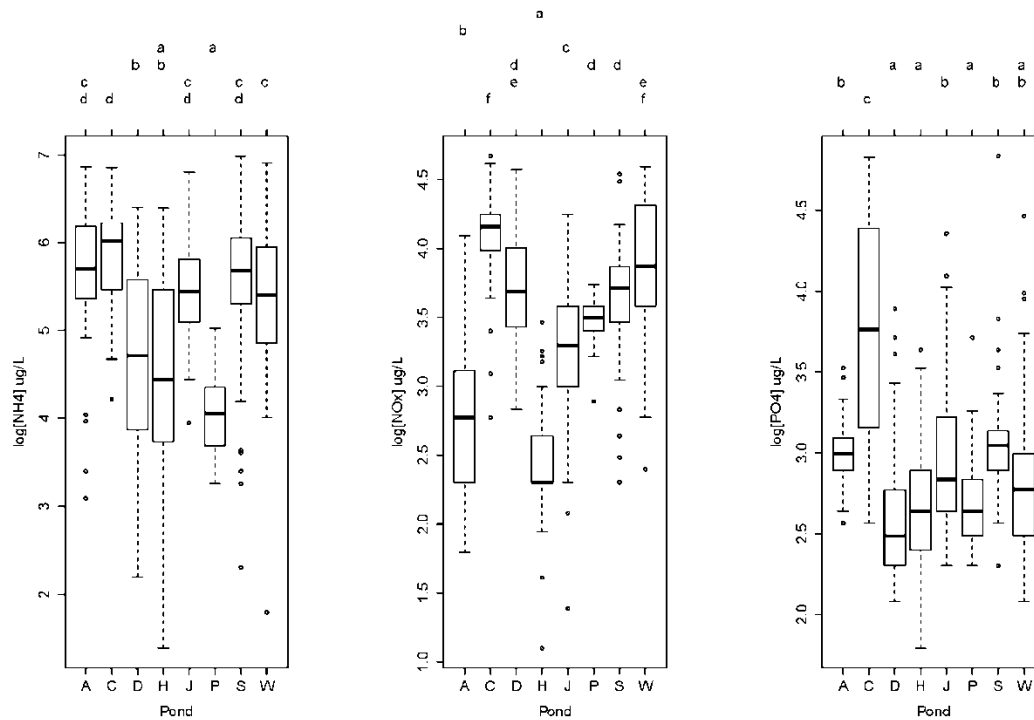 a a
b b
c c c c
d d d d
log[NH4] ug/L
7
6
5
4
3
2
A C D H J P S W
Pond
a
b
c
d d d
e e
f f
log[NOx] ug/L
4.5
4.0
3.5
3.0
2.5
2.0
1.5
1.0
A C D H J P S W
Pond
a a a a
b b b b
c
log[PO4] ug/L
4.5
4.0
3.5
3.0
2.5
2.0
A C D H J P S W
Pond